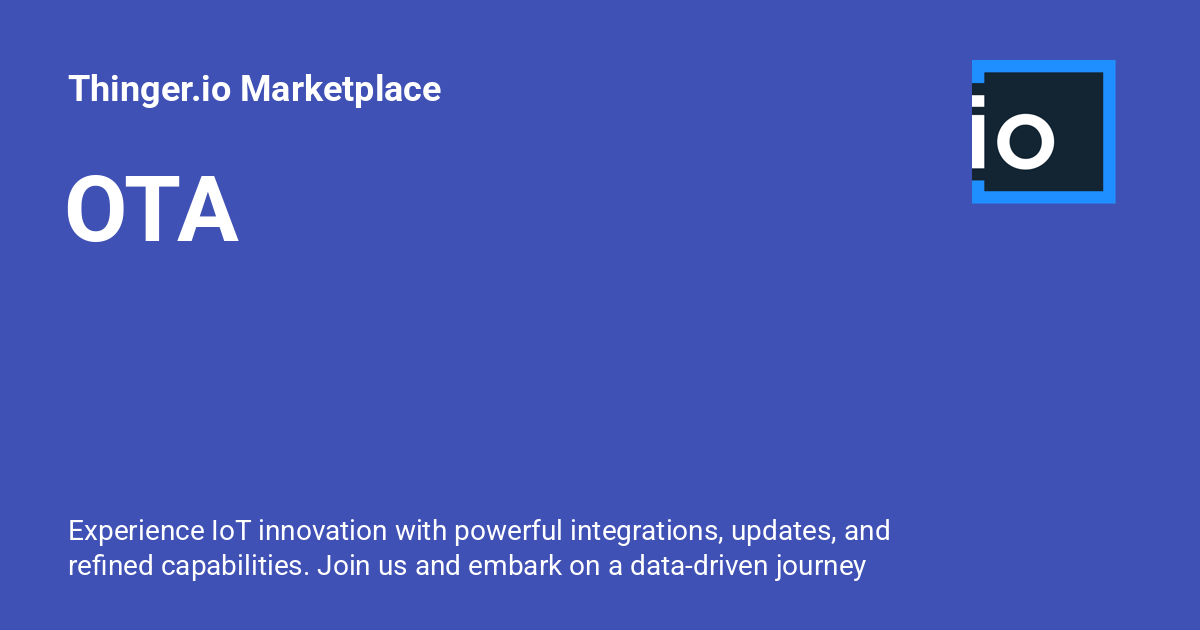 Thinger.io Marketplace
io
OTA
Experience IoT innovation with powerful integrations, updates, and
refined capabilities. Join us and embark on a data-driven journey